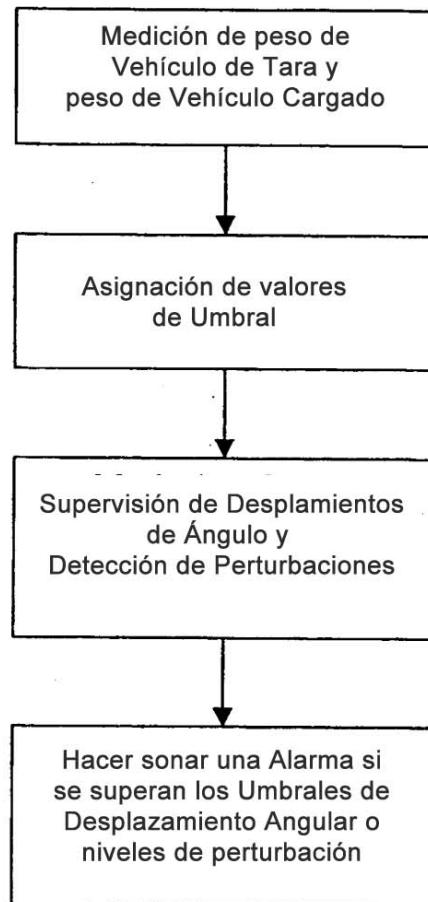 Medición de peso de
Vehículo de Tara y
peso de Vehículo Cargado
Asignación de valores
de Umbral
Supervisión de Desplamientos
de Ángulo y
Detección de Perturbaciones
Hacer sonar una Alarma si
se superan los Umbrales de
Desplazamiento Angular o
niveles de perturbación